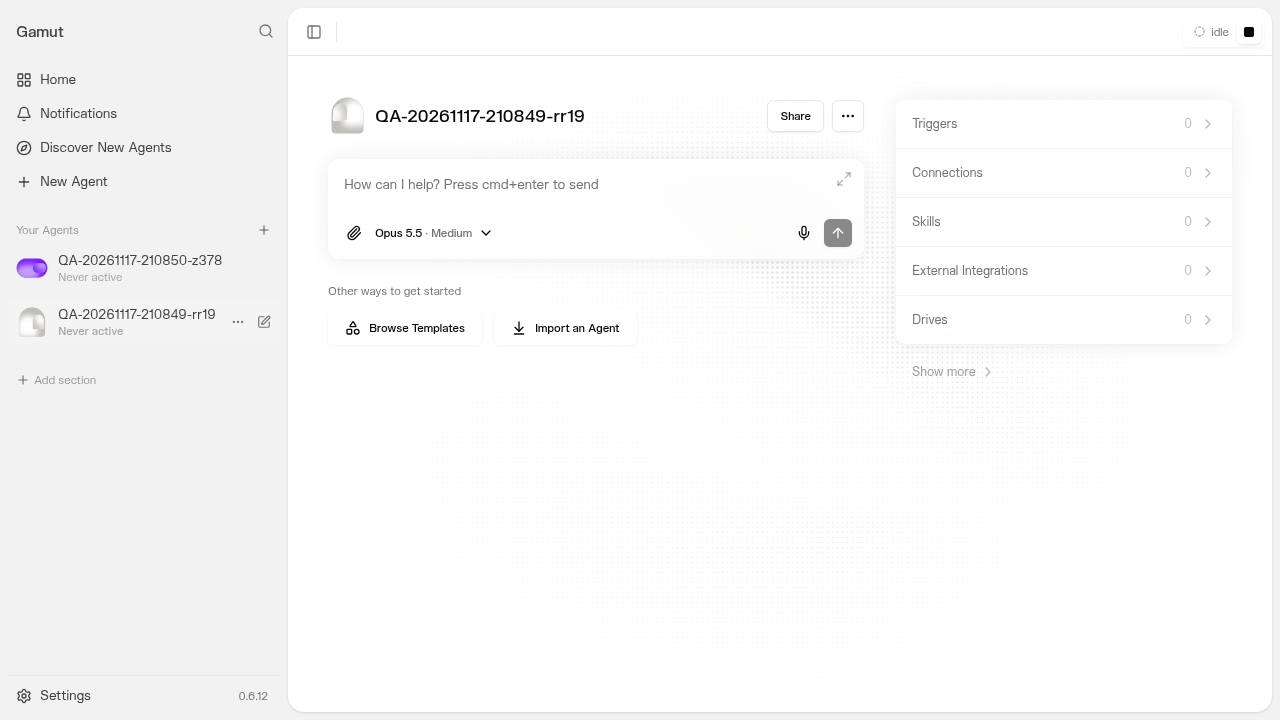 Gamut
Home
Notifications
Discover New Agents
New Agent
Your Agents
QA-20261117-210850-z378
Never active
QA-20261117-210849-rr19
Never active
Add section
Settings
0.6.12
idle
QA-20261117-210849-rr19
Share
How can I help? Press cmd+enter to send
Opus 5.5 · Medium
Other ways to get started
Browse Templates
Import an Agent
Triggers 0
Connections 0
Skills 0
External Integrations 0
Drives 0
Show more